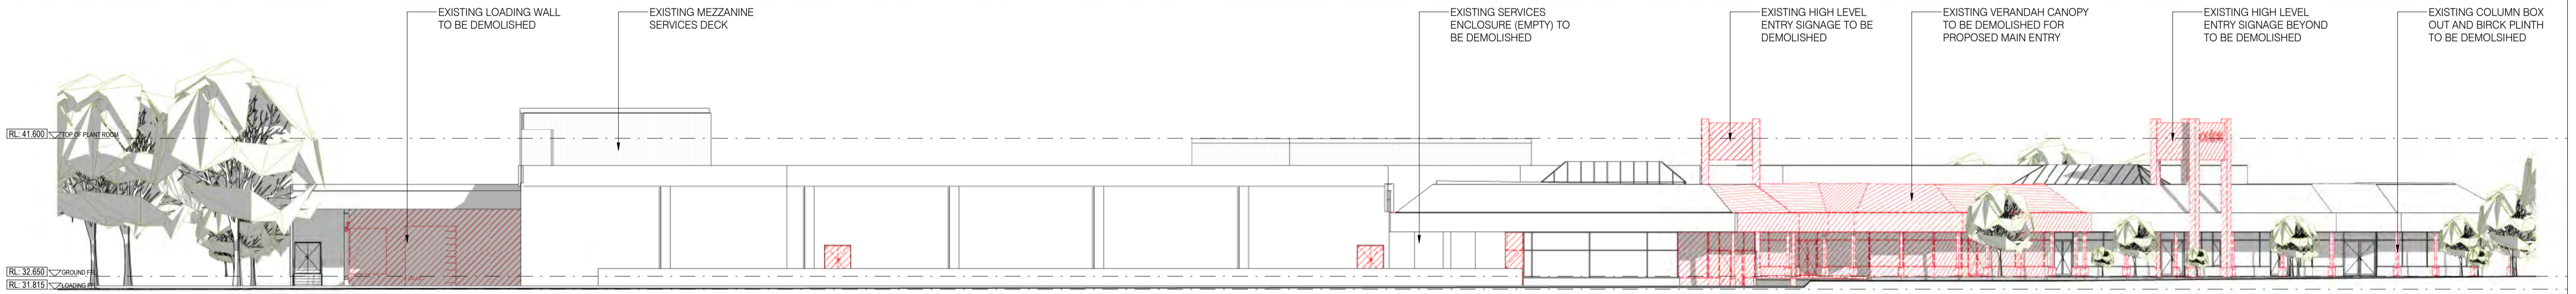 EXISTING LOADING WALL
TO BE DEMOLISHED
EXISTING MEZZANINE
SERVICES DECK
EXISTING SERVICES
ENCLOSURE (EMPTY) TO
BE DEMOLISHED
EXISTING HIGH LEVEL
ENTRY SIGNAGE TO BE
DEMOLISHED
EXISTING VERANDAH CANOPY
TO BE DEMOLISHED FOR
PROPOSED MAIN ENTRY
EXISTING HIGH LEVEL
ENTRY SIGNAGE BEYOND
TO BE DEMOLISHED
EXISTING COLUMN BOX
OUT AND BIRCK PLINTH
TO BE DEMOLSIHED
RL: 41.600 TOP OF PLANT ROOM
RL: 32.650 GROUND FFL
RL: 31.815 LOADING